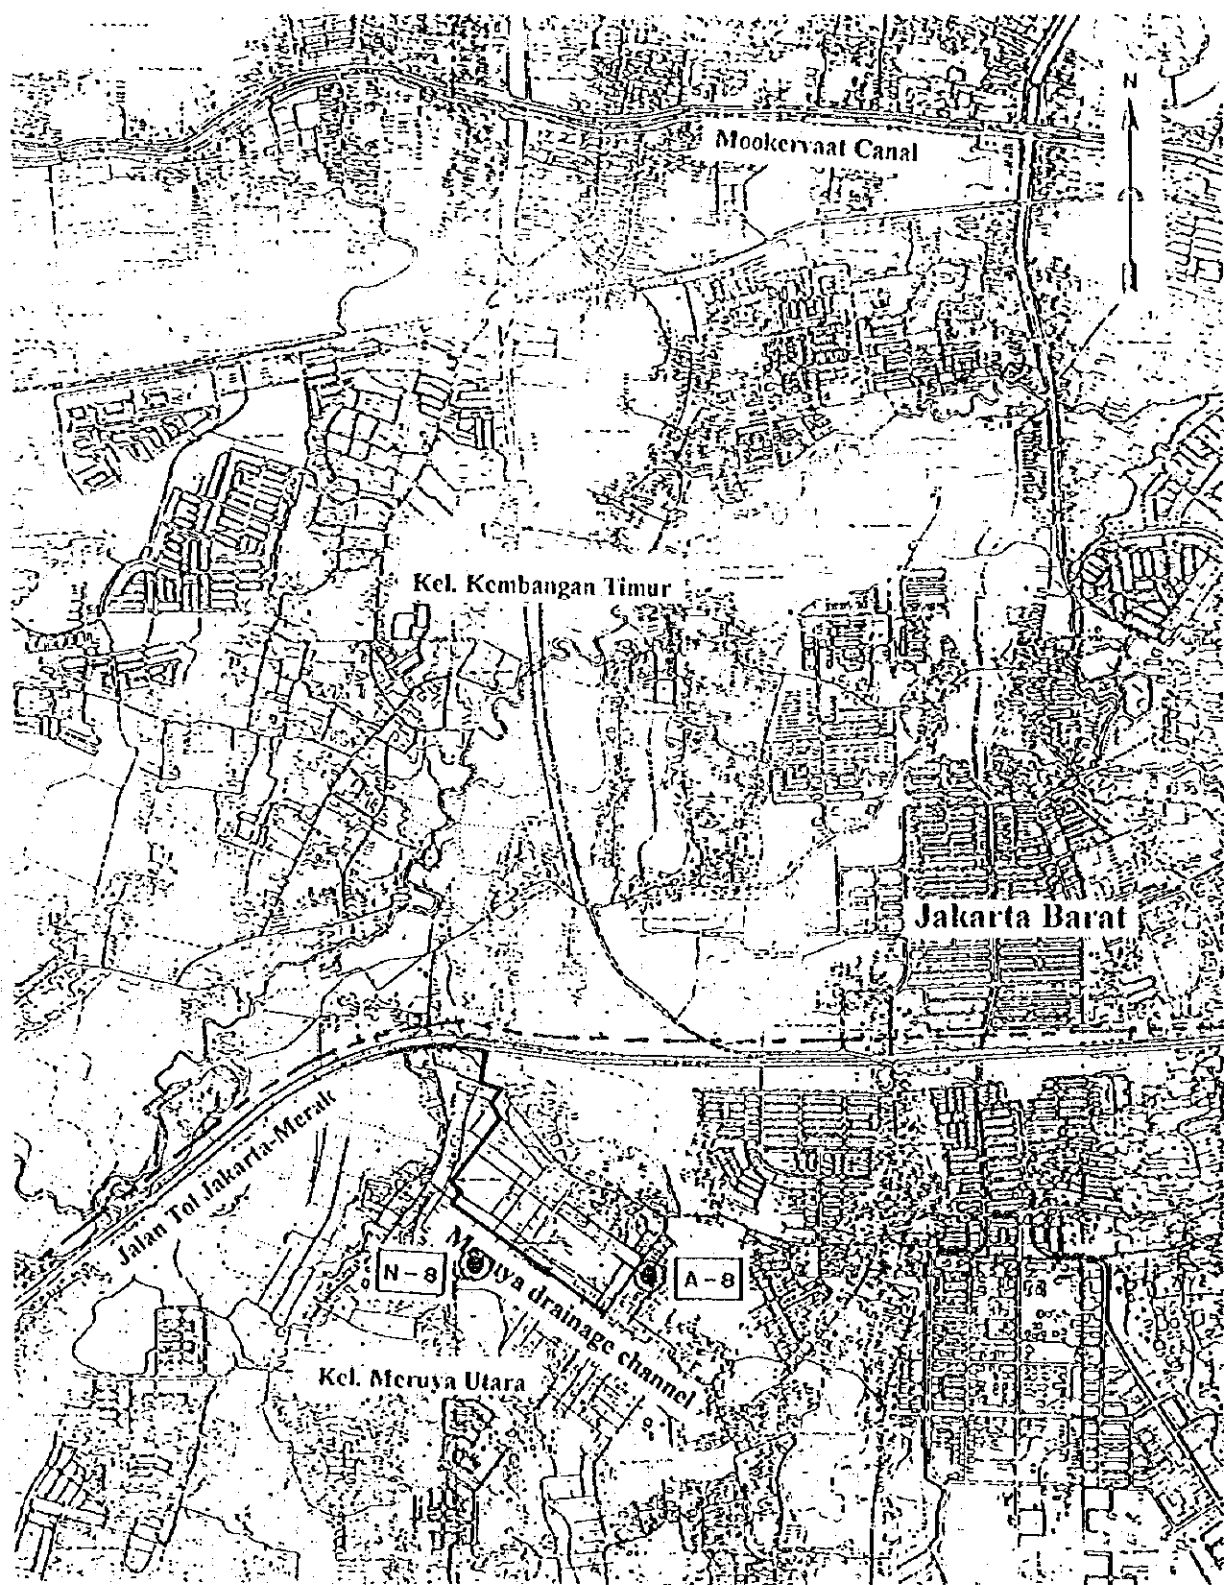 N
Mookervaat Canal
Kel. Kembangan Timur
Jakarta Barat
Jalan Tol Jakarta-Merak
N-8
A-8
Meruya drainage channel
Kel. Meruya Utara